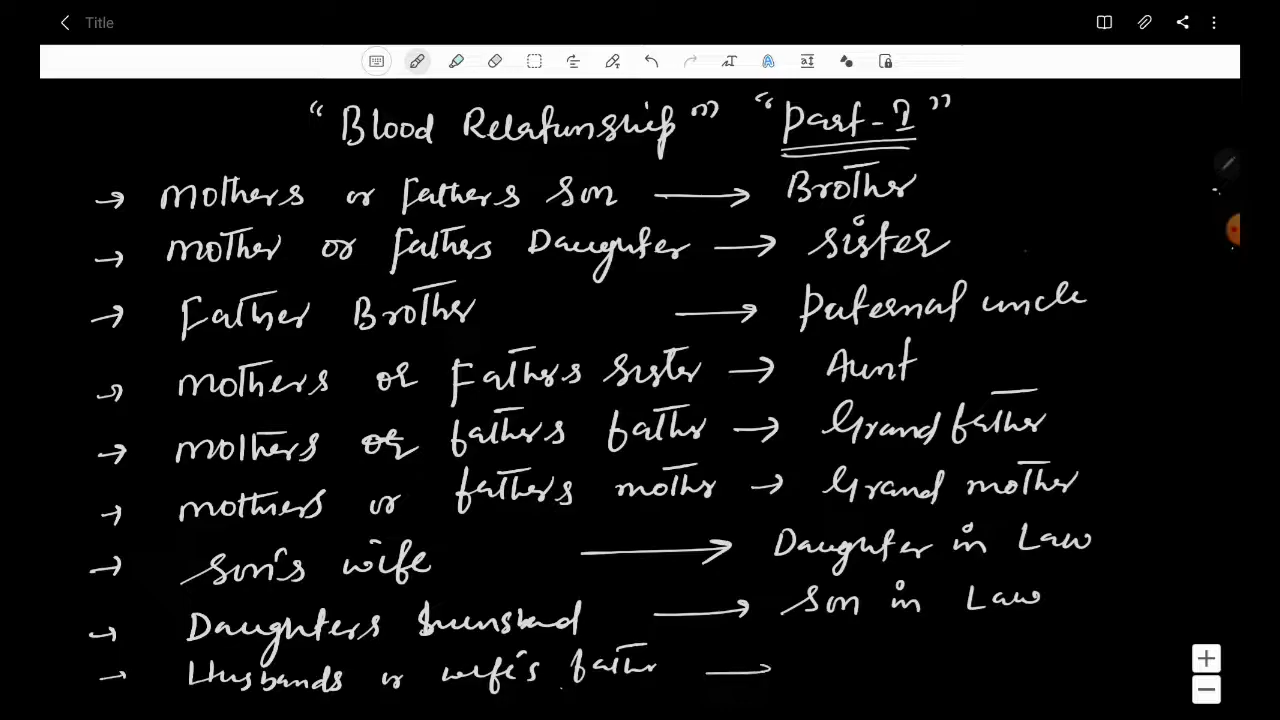 Title
"Blood Relationship" "Part-1"
→ Mothers or Fathers Son → Brother
→ Mother or Fathers Daughter → Sister
→ Father Brother → Paternal uncle
→ Mothers or Fathers Sister → Aunt
→ Mothers or fathers father → Grand father
→ Mothers or fathers mother → Grand mother
→ Son's wife → Daughter in Law
→ Daughters → Son in Law
→ Husbands or wife's father →